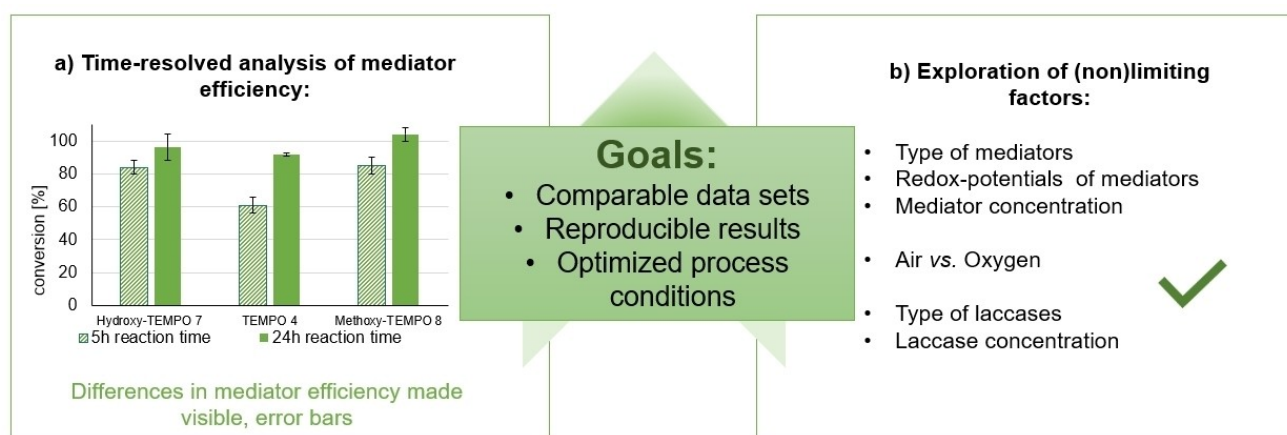 a) Time-resolved analysis of mediator
efficiency:
conversion [%]
100
80
60
40
20
0
Hydroxy-TEMPO 7 TEMPO 4 Methoxy-TEMPO 8
5h reaction time 24h reaction time
Differences in mediator efficiency made
visible, error bars
Goals:
• Comparable data sets
• Reproducible results
• Optimized process
conditions
b) Exploration of (non)limiting
factors:
• Type of mediators
• Redox-potentials of mediators
• Mediator concentration
• Air vs. Oxygen
• Type of laccases
• Laccase concentration